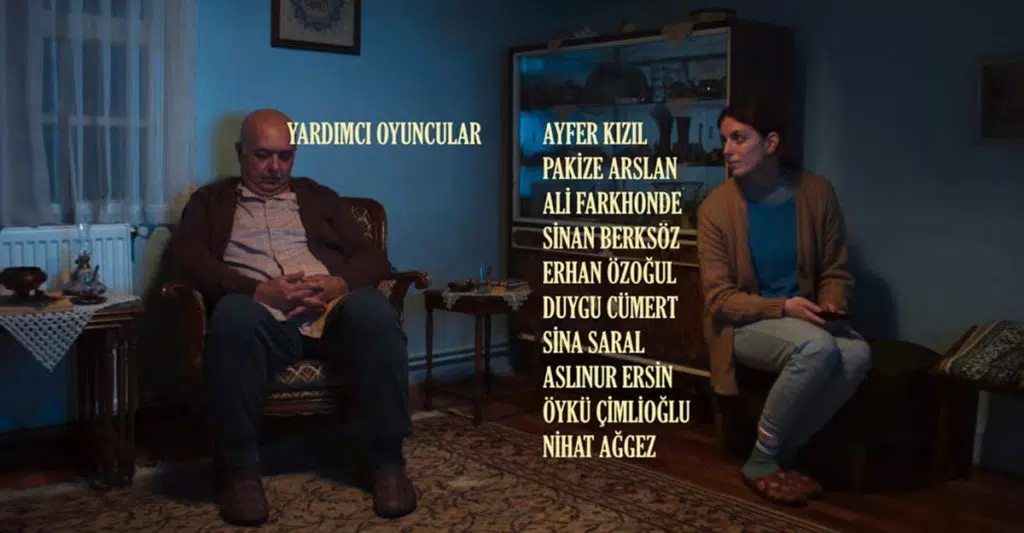 YARDIMCI OYUNCULAR
AYFER KIZIL
PAKİZE ARSLAN
ALİ FARKHONDE
SİNAN BERKSÖZ
ERHAN ÖZOĞUL
DUYGU CÜMERT
SİNA SARAL
ASLINUR ERSİN
ÖYKÜ ÇİMLİOĞLU
NİHAT AĞGEZ